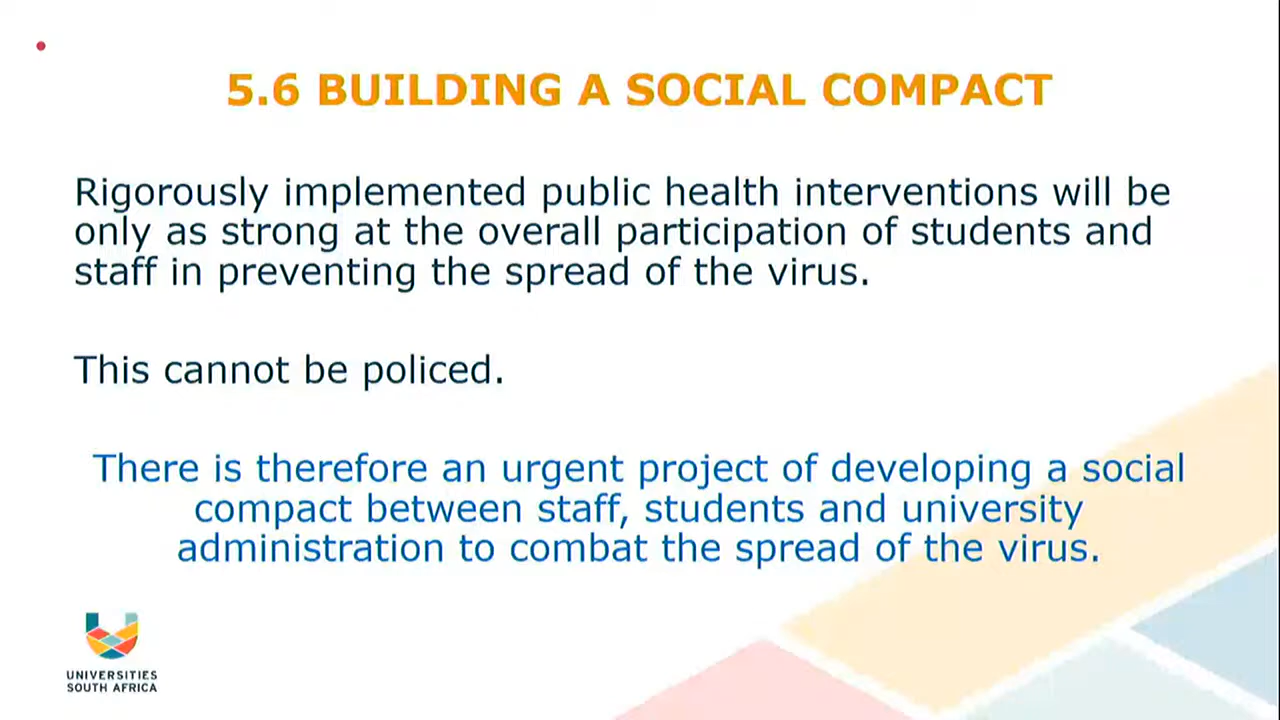 5.6 BUILDING A SOCIAL COMPACT
Rigorously implemented public health interventions will be
only as strong at the overall participation of students and
staff in preventing the spread of the virus.
This cannot be policed.
There is therefore an urgent project of developing a social
compact between staff, students and university
administration to combat the spread of the virus.
UNIVERSITIES
SOUTH AFRICA